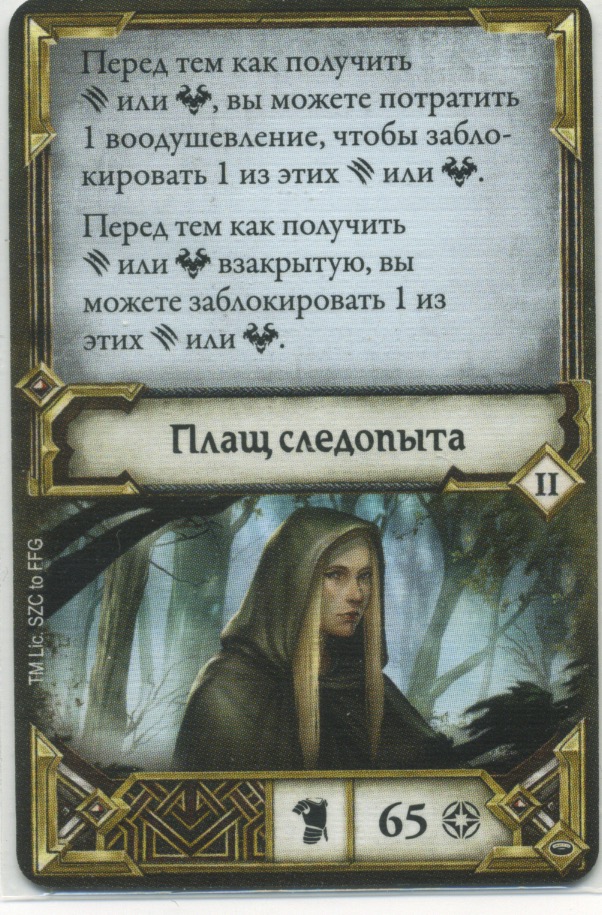 Перед тем как получить
или , вы можете потратить
1 воодушевление, чтобы забло-
кировать 1 из этих или .
Перед тем как получить
или взакрытую, вы
можете заблокировать 1 из
этих или .
Плащ следопыта
II
TM Lic. SZC to FFG
65